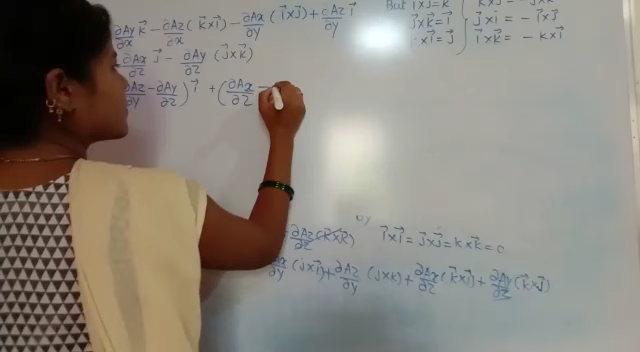 ∂Ay/∂x k⃗ − ∂Az/∂x (k⃗×i⃗) − ∂Ax/∂y (i⃗×j⃗) + ∂Az/∂y i⃗
∂Ax/∂z j⃗ − ∂Ay/∂z (j⃗×k⃗)
∂Az/∂y − ∂Ay/∂z) i⃗ + (∂Ax/∂z −
But i×j = k
j⃗×k⃗ = i⃗
×i⃗ = j⃗
j×i = − i⃗×j⃗
i⃗×k⃗ = − k×i⃗
∂y
∂Az/∂z (k⃗×k⃗) i⃗×i⃗ = j⃗×j⃗ = k×k⃗ = 0
∂Ax/∂y (j×i⃗) + ∂Az/∂y (j×k) + ∂Ax/∂z (k⃗×i⃗) + ∂Ay/∂z (k⃗×j⃗)